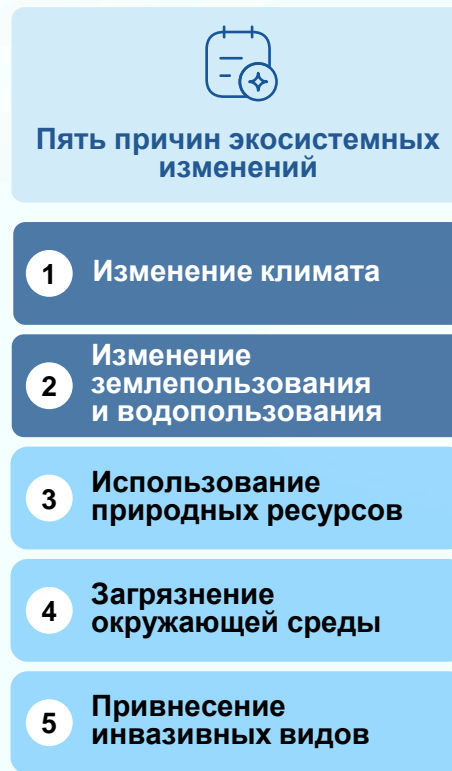 Пять причин экосистемных
изменений
1 Изменение климата
Изменение
2 землепользования
и водопользования
3 Использование
природных ресурсов
4 Загрязнение
окружающей среды
5 Привнесение
инвазивных видов